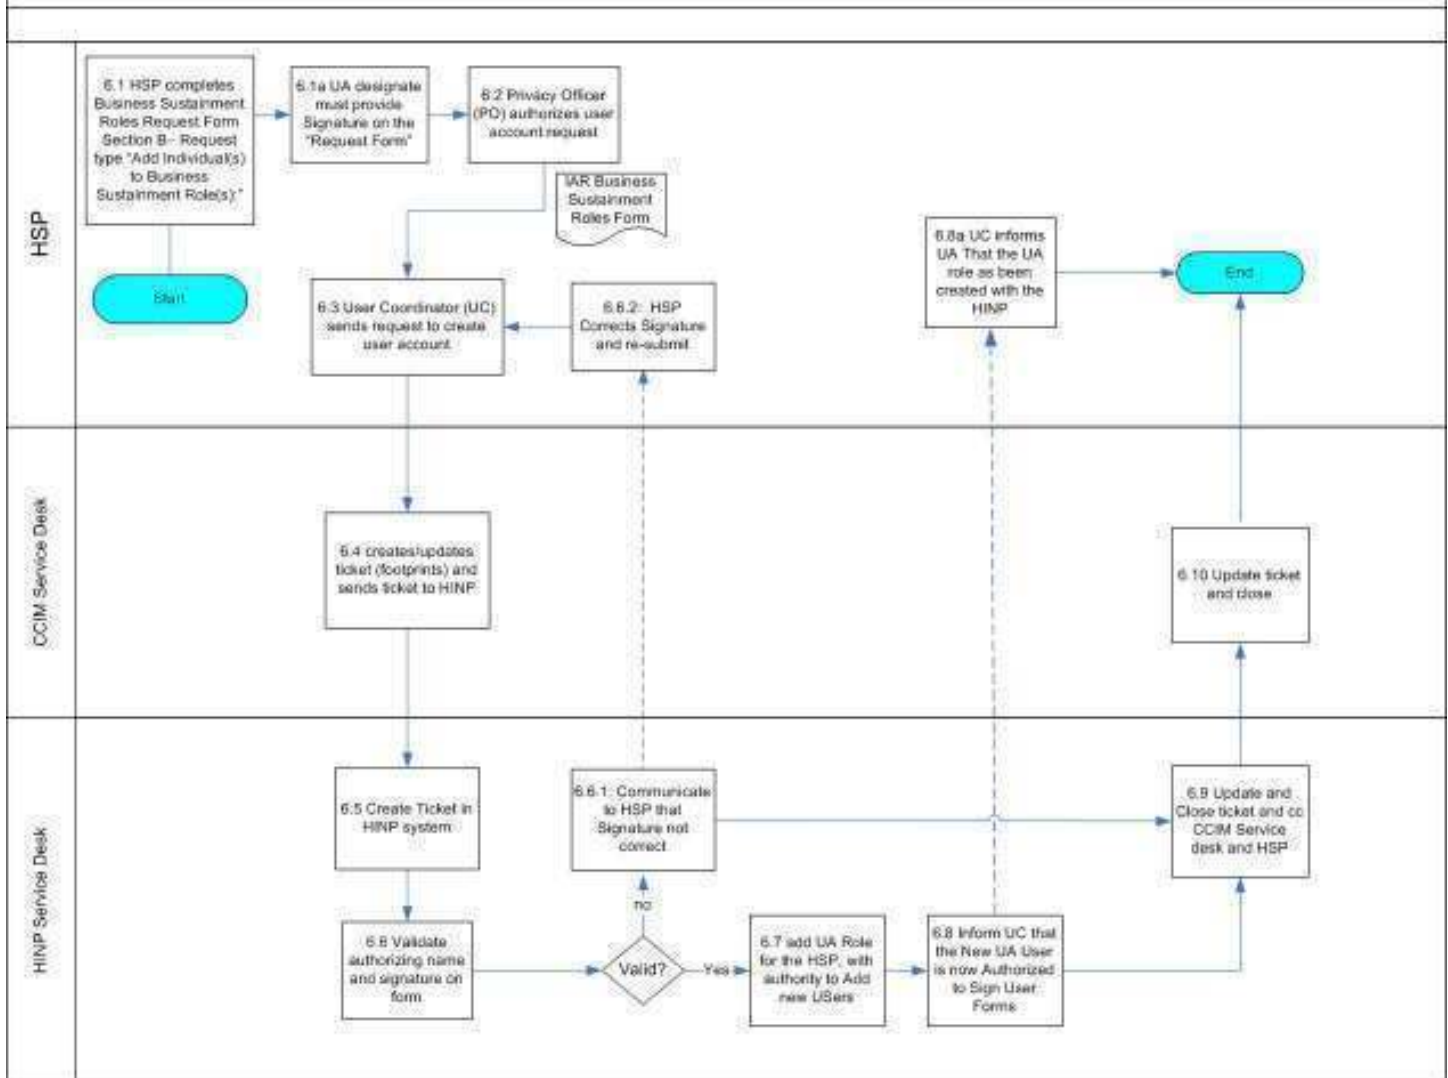 HSP
6.1 HSP completes
Business Sustainment
Roles Request Form
Section B– Request
type "Add Individual(s)
to Business
Sustainment Role(s):"
6.1a UA designate
must provide
Signature on the
"Request Form"
6.2 Privacy Officer
(PO) authorizes user
account request
IAR Business
Sustainment
Roles Form
Start
6.3 User Coordinator (UC)
sends request to create
user account
6.6.2: HSP
Corrects Signature
and re-submit
6.8a UC informs
UA That the UA
role as been
created with the
HINP
End
CCIM Service Desk
6.4 creates/updates
ticket (footprints) and
sends ticket to HINP
6.10 Update ticket
and close
HINP Service Desk
6.5 Create Ticket in
HINP system
6.6.1: Communicate
to HSP that
Signature not
correct
6.9 Update and
Close ticket and cc
CCIM Service
desk and HSP
no
6.6 Validate
authorizing name
and signature on
form
Valid?
Yes
6.7 add UA Role
for the HSP, with
authority to Add
new USers
6.8 Inform UC that
the New UA User
is now Authorized
to Sign User
Forms